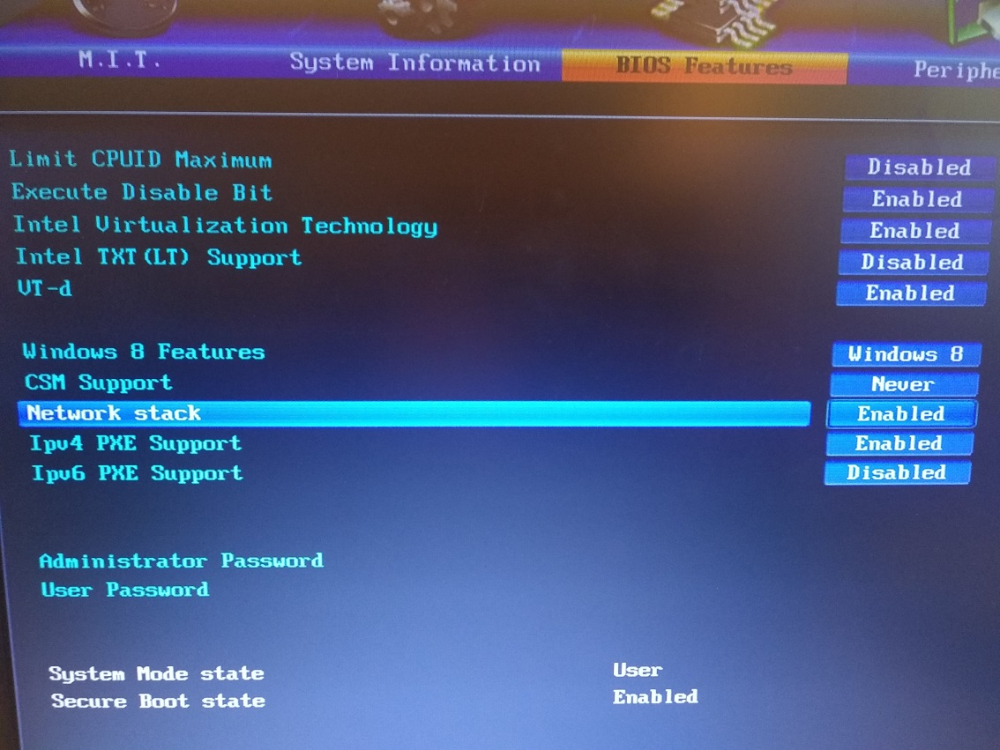 M.I.T. System Information BIOS Features Periphe
Limit CPUID Maximum Disabled
Execute Disable Bit Enabled
Intel Virtualization Technology Enabled
Intel TXT(LT) Support Disabled
VT-d Enabled
Windows 8 Features Windows 8
CSM Support Never
Network stack Enabled
Ipv4 PXE Support Enabled
Ipv6 PXE Support Disabled
Administrator Password
User Password
System Mode state User
Secure Boot state Enabled